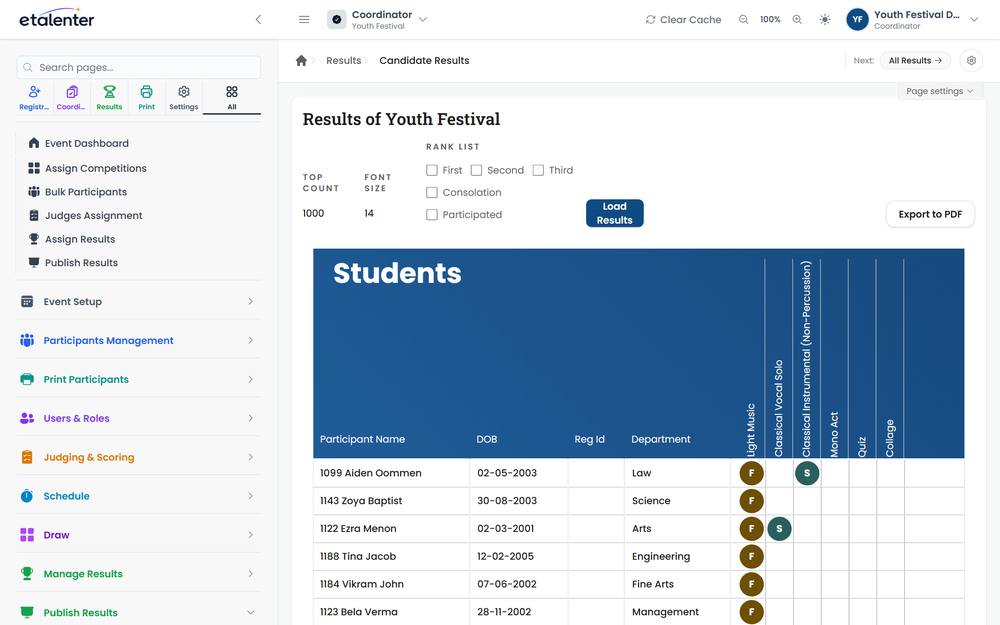 etalenter
Coordinator
Youth Festival
Clear Cache
100%
YF
Youth Festival D...
Coordinator
Search pages...
Registr...
Coordi...
Results
Print
Settings
All
Event Dashboard
Assign Competitions
Bulk Participants
Judges Assignment
Assign Results
Publish Results
Event Setup
Participants Management
Print Participants
Users & Roles
Judging & Scoring
Schedule
Draw
Manage Results
Publish Results
Results
Candidate Results
Next:
All Results →
Page settings
Results of Youth Festival
TOP COUNT
1000
FONT SIZE
14
RANK LIST
First Second Third
Consolation
Participated
Load
Results
Export to PDF
Students
Participant Name DOB Reg Id Department
Light Music
Classical Vocal Solo
Classical Instrumental (Non-Percussion)
Mono Act
Quiz
Collage
1099 Aiden Oommen 02-05-2003 Law F S
1143 Zoya Baptist 30-08-2003 Science F
1122 Ezra Menon 02-03-2001 Arts F S
1188 Tina Jacob 12-02-2005 Engineering F
1184 Vikram John 07-06-2002 Fine Arts F
1123 Bela Verma 28-11-2002 Management F